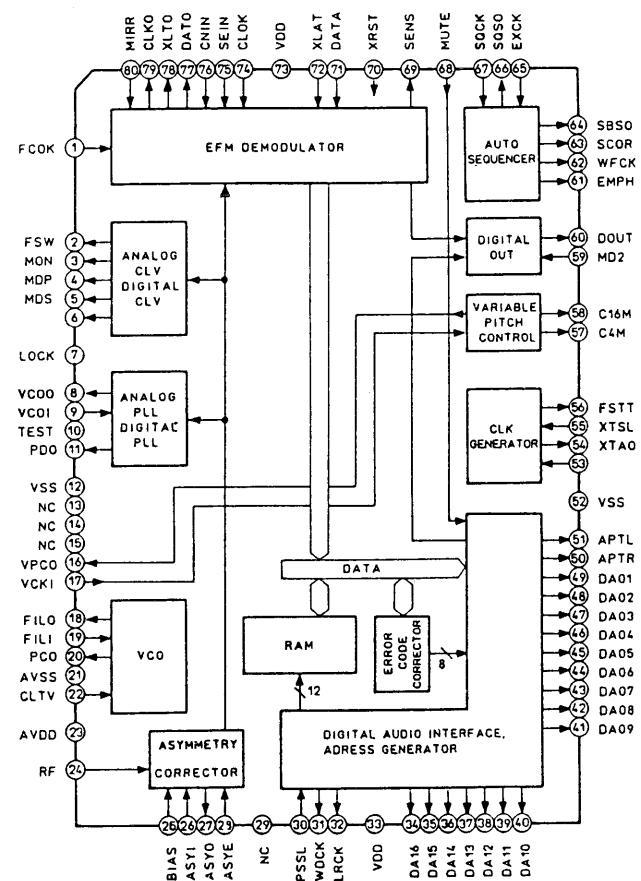 MIRR
CLKO
XLTO
DATO
CNIN
SEIN
CLOK
VDD
XLAT
DATA
XRST
SENS
MUTE
SQCK
SQSO
EXCK
80
79
78
77
76
75
74
73
72
71
70
69
68
67
66
65
FCOK 1
EFM DEMODULATOR
AUTO
SEQUENCER
64 SBSO
63 SCOR
62 WFCK
61 EMPH
FSW 2
MON 3
MDP 4
MDS 5
6
ANALOG
CLV
DIGITAL
CLV
DIGITAL
OUT
60 DOUT
59 MD2
VARIABLE
PITCH
CONTROL
58 C16M
57 C4M
LOCK 7
VCOO 8
VCOI 9
TEST 10
PDO 11
ANALOG
PLL
DIGITAL
PLL
CLK
GENERATOR
56 FSTT
55 XTSL
54 XTAO
53
VSS 12
NC 13
NC 14
NC 15
VPCO 16
VCKI 17
52 VSS
51 APTL
50 APTR
49 DA01
48 DA02
47 DA03
46 DA04
45 DA05
44 DA06
43 DA07
42 DA08
41 DA09
DATA
FILO 18
FILI 19
PCO 20
AVSS 21
CLTV 22
VCO
RAM
12
ERROR
CODE
CORRECTOR
8
AVDD 23
RF 24
ASYMMETRY
CORRECTOR
DIGITAL AUDIO INTERFACE,
ADRESS GENERATOR
25
26
27
29
29
30
31
32
33
34
35
36
37
38
39
40
BIAS
ASYI
ASYO
ASYE
NC
PSSL
WDCK
LRCK
VDD
DA16
DA15
DA14
DA13
DA12
DA11
DA10